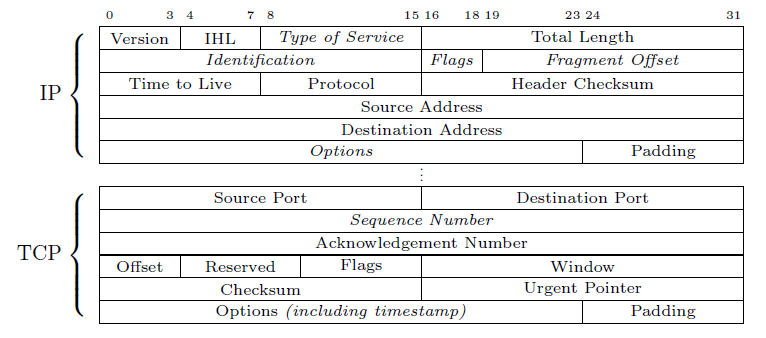 0 3 4 7 8 15 16 18 19 23 24 31
Version IHL Type of Service Total Length
Identification Flags Fragment Offset
IP Time to Live Protocol Header Checksum
Source Address
Destination Address
Options Padding
⋮
Source Port Destination Port
Sequence Number
TCP Acknowledgement Number
Offset Reserved Flags Window
Checksum Urgent Pointer
Options (including timestamp) Padding